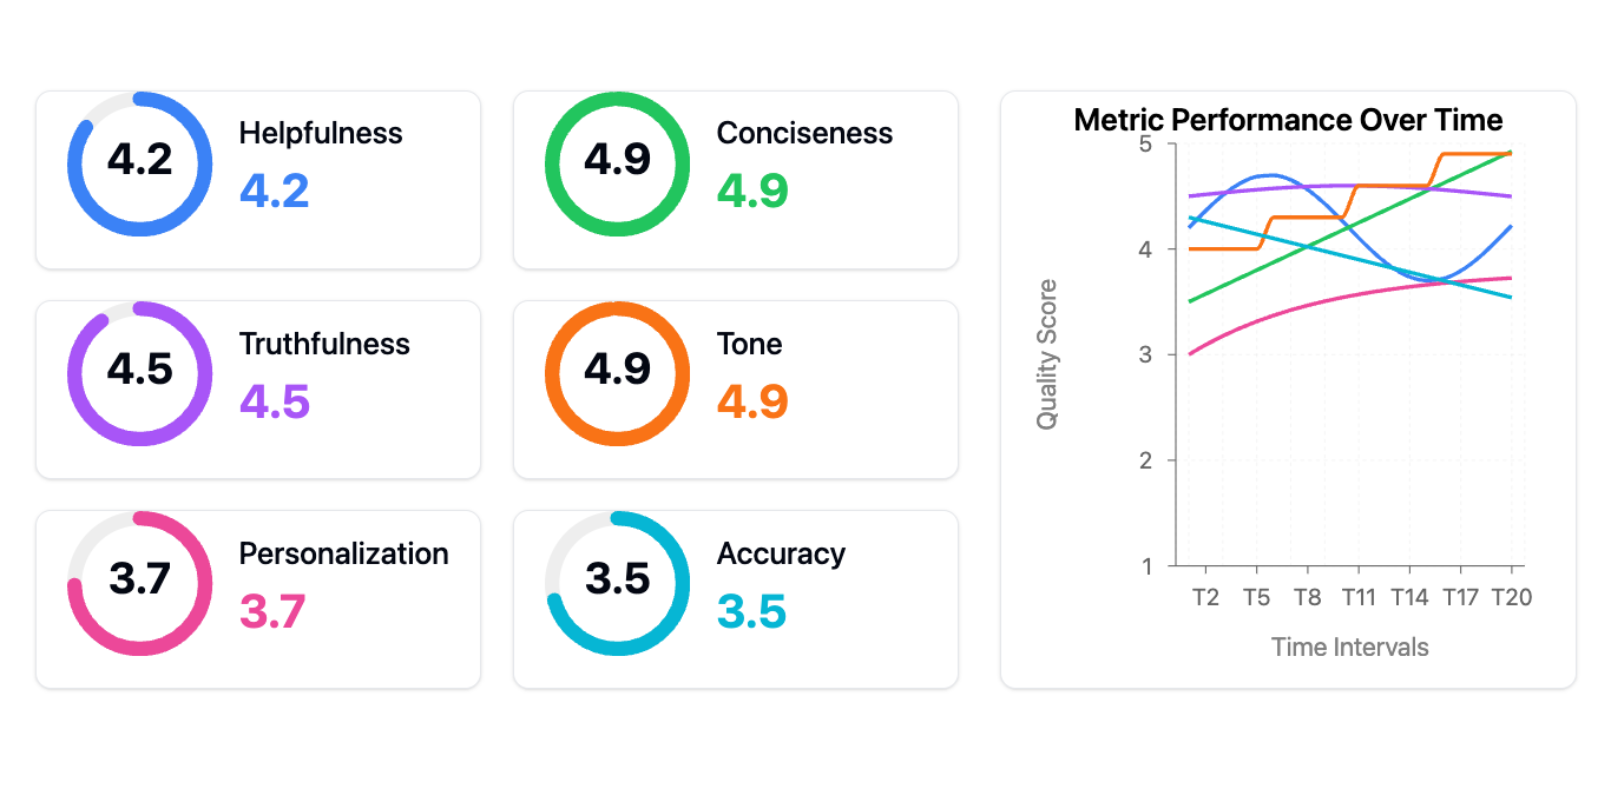 4.2
Helpfulness
4.2
4.9
Conciseness
4.9
4.5
Truthfulness
4.5
4.9
Tone
4.9
3.7
Personalization
3.7
3.5
Accuracy
3.5
Metric Performance Over Time
5
4
3
2
1
Quality Score
T2 T5 T8 T11 T14 T17 T20
Time Intervals